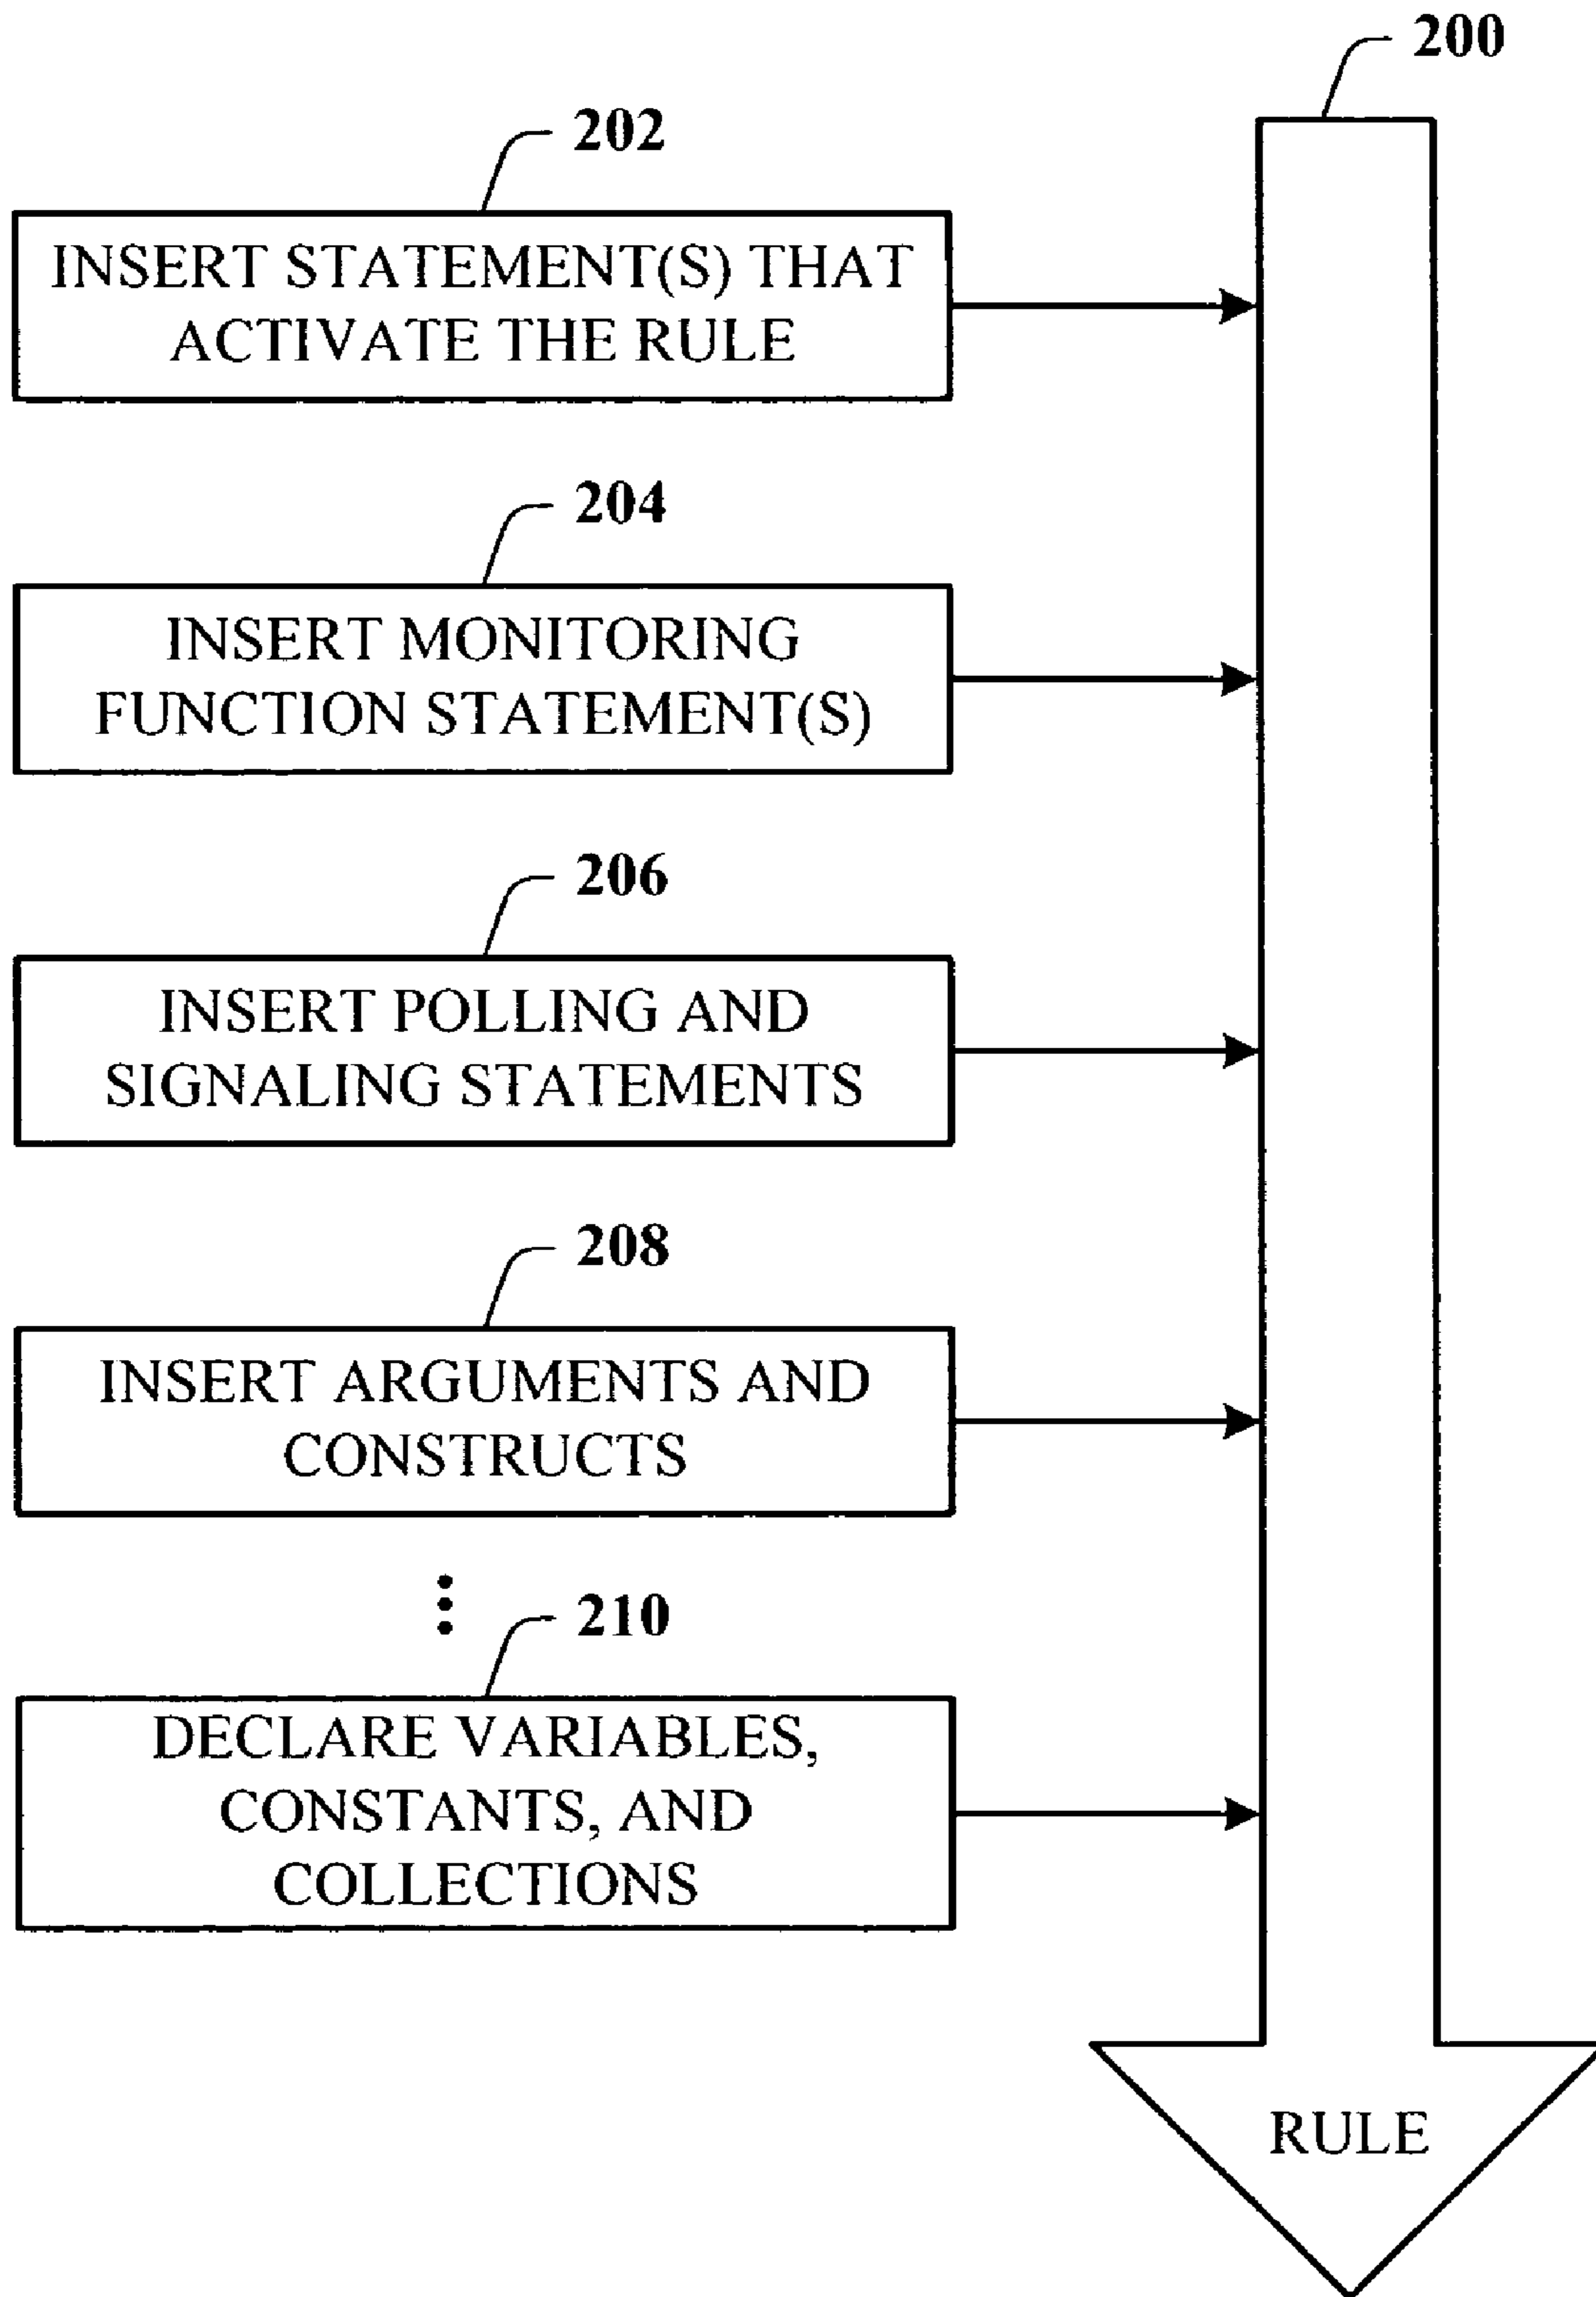 200
202
INSERT STATEMENT(S) THAT
ACTIVATE THE RULE
204
INSERT MONITORING
FUNCTION STATEMENT(S)
206
INSERT POLLING AND
SIGNALING STATEMENTS
208
INSERT ARGUMENTS AND
CONSTRUCTS
210
DECLARE VARIABLES,
CONSTANTS, AND
COLLECTIONS
RULE